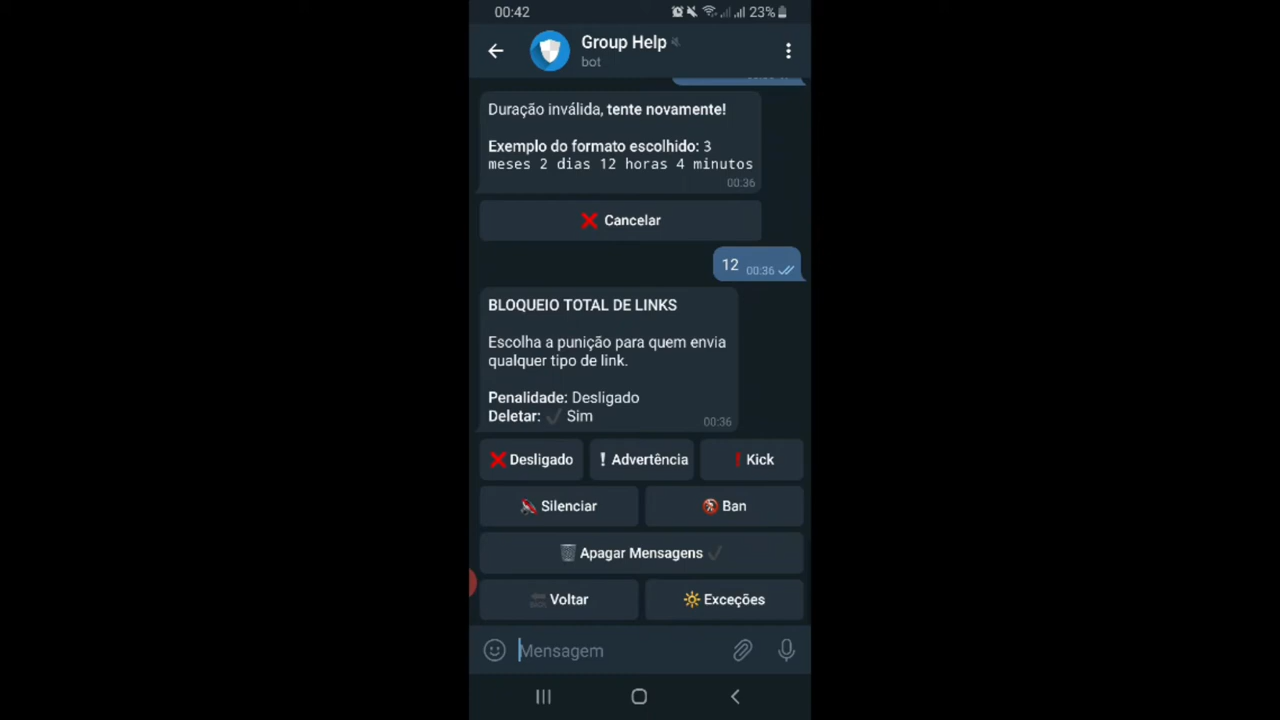 00:42
23%
Group Help
bot
Duração inválida, tente novamente!
Exemplo do formato escolhido: 3
meses 2 dias 12 horas 4 minutos
00:36
Cancelar
12 00:36
BLOQUEIO TOTAL DE LINKS
Escolha a punição para quem envia
qualquer tipo de link.
Penalidade: Desligado
Deletar: ✓ Sim
00:36
❌ Desligado
! Advertência
! Kick
Silenciar
Ban
Apagar Mensagens ✓
Voltar
Exceções
Mensagem